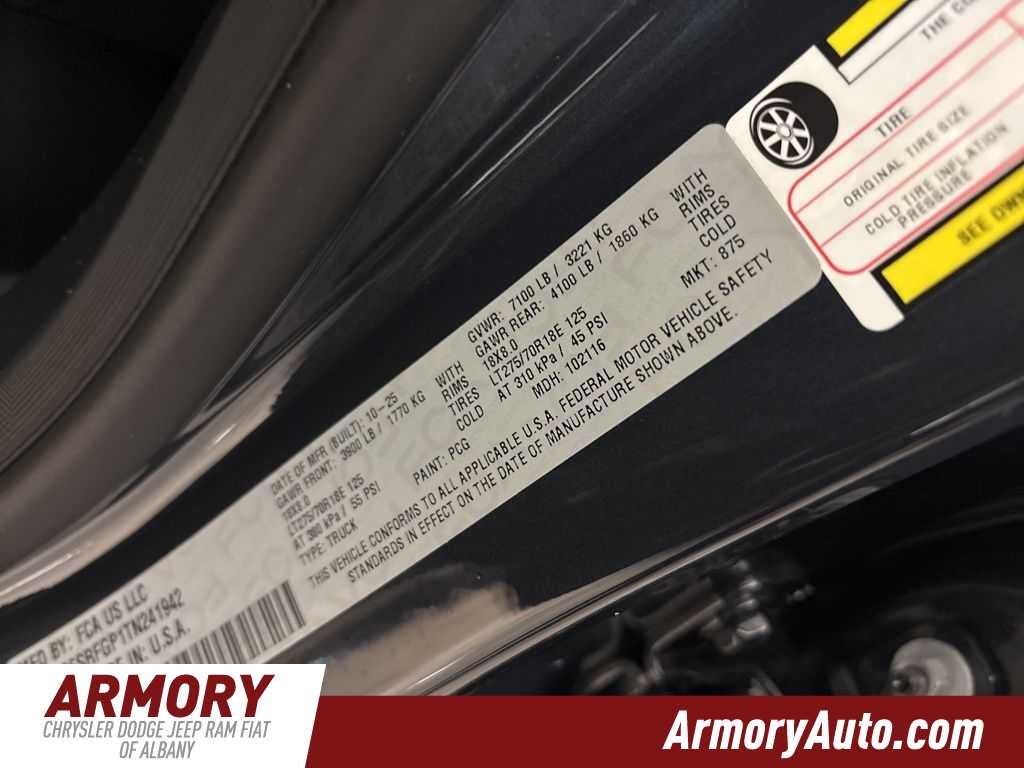 MFD BY: FCA US LLC
DATE OF MFR (BUILT): 10-25
GVWR: 7100 LB / 3221 KG
GAWR FRONT: 3900 LB / 1770 KG WITH
GAWR REAR: 4100 LB / 1860 KG WITH
18X8.0 RIMS
18X8.0 RIMS
LT275/70R18E 125 TIRES
LT275/70R18E 125 TIRES
AT 380 kPa / 55 PSI COLD
AT 310 kPa / 45 PSI COLD
TYPE: TRUCK
PAINT: PCG
MDH: 102116
MKT: 875
THIS VEHICLE CONFORMS TO ALL APPLICABLE U.S.A. FEDERAL MOTOR VEHICLE SAFETY
STANDARDS IN EFFECT ON THE DATE OF MANUFACTURE SHOWN ABOVE.
MADE IN: U.S.A.
THE
TIRE
ORIGINAL TIRE SIZE
COLD TIRE INFLATION
PRESSURE
SEE
ARMORY
CHRYSLER DODGE JEEP RAM FIAT
OF ALBANY
ArmoryAuto.com